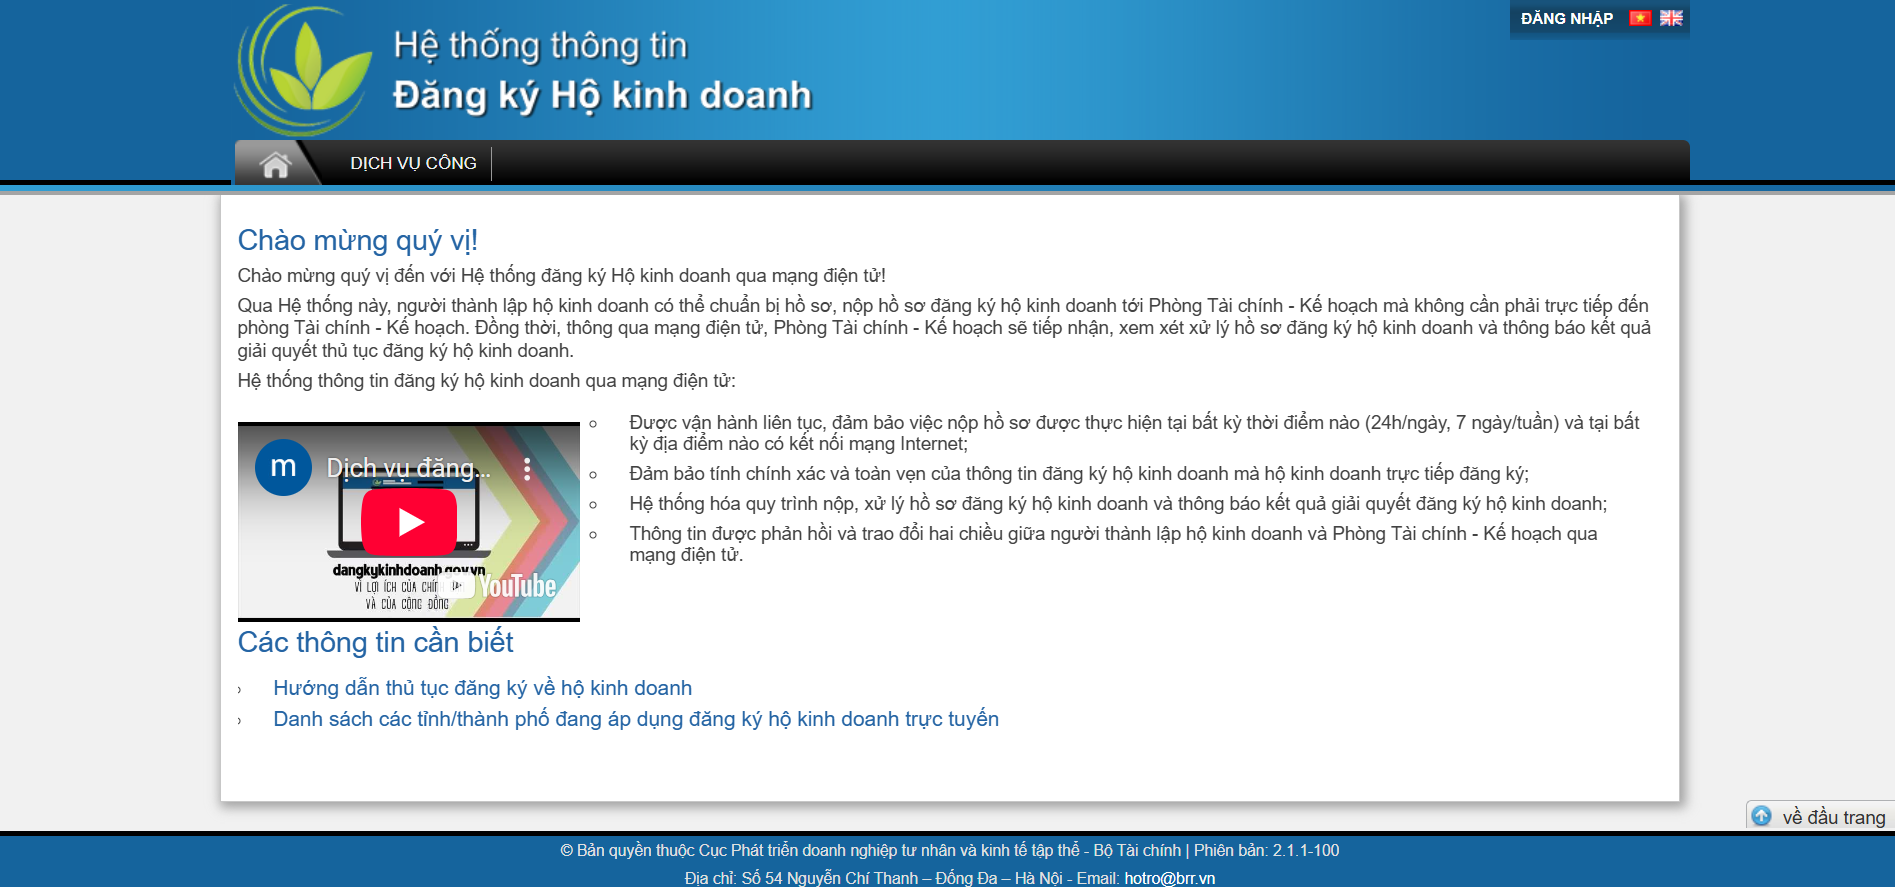 Hệ thống thông tin
Đăng ký Hộ kinh doanh
ĐĂNG NHẬP
DỊCH VỤ CÔNG
Chào mừng quý vị!
Chào mừng quý vị đến với Hệ thống đăng ký Hộ kinh doanh qua mạng điện tử!
Qua Hệ thống này, người thành lập hộ kinh doanh có thể chuẩn bị hồ sơ, nộp hồ sơ đăng ký hộ kinh doanh tới Phòng Tài chính - Kế hoạch mà không cần phải trực tiếp đến
phòng Tài chính - Kế hoạch. Đồng thời, thông qua mạng điện tử, Phòng Tài chính - Kế hoạch sẽ tiếp nhận, xem xét xử lý hồ sơ đăng ký hộ kinh doanh và thông báo kết quả
giải quyết thủ tục đăng ký hộ kinh doanh.
Hệ thống thông tin đăng ký hộ kinh doanh qua mạng điện tử:
m
Dịch vụ đăng...
dangkykinhdoanh.gov.vn
VÌ LỢI ÍCH CỦA CHÍNH
VÀ CỦA CỘNG ĐỒNG
YouTube
Được vận hành liên tục, đảm bảo việc nộp hồ sơ được thực hiện tại bất kỳ thời điểm nào (24h/ngày, 7 ngày/tuần) và tại bất
kỳ địa điểm nào có kết nối mạng Internet;
Đảm bảo tính chính xác và toàn vẹn của thông tin đăng ký hộ kinh doanh mà hộ kinh doanh trực tiếp đăng ký;
Hệ thống hóa quy trình nộp, xử lý hồ sơ đăng ký hộ kinh doanh và thông báo kết quả giải quyết đăng ký hộ kinh doanh;
Thông tin được phản hồi và trao đổi hai chiều giữa người thành lập hộ kinh doanh và Phòng Tài chính - Kế hoạch qua
mạng điện tử.
Các thông tin cần biết
› Hướng dẫn thủ tục đăng ký về hộ kinh doanh
› Danh sách các tỉnh/thành phố đang áp dụng đăng ký hộ kinh doanh trực tuyến
về đầu trang
© Bản quyền thuộc Cục Phát triển doanh nghiệp tư nhân và kinh tế tập thể - Bộ Tài chính | Phiên bản: 2.1.1-100
Địa chỉ: Số 54 Nguyễn Chí Thanh – Đống Đa – Hà Nội - Email: hotro@brr.vn